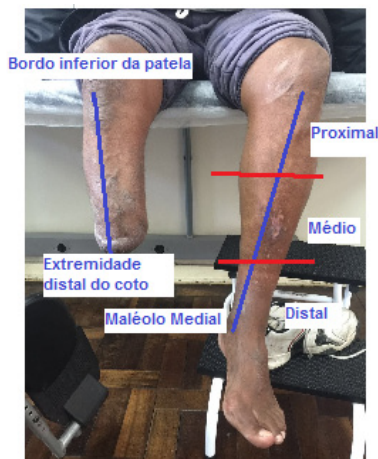 Bordo inferior da patela
Proximal
Médio
Extremidade
distal do coto
Maléolo Medial
Distal